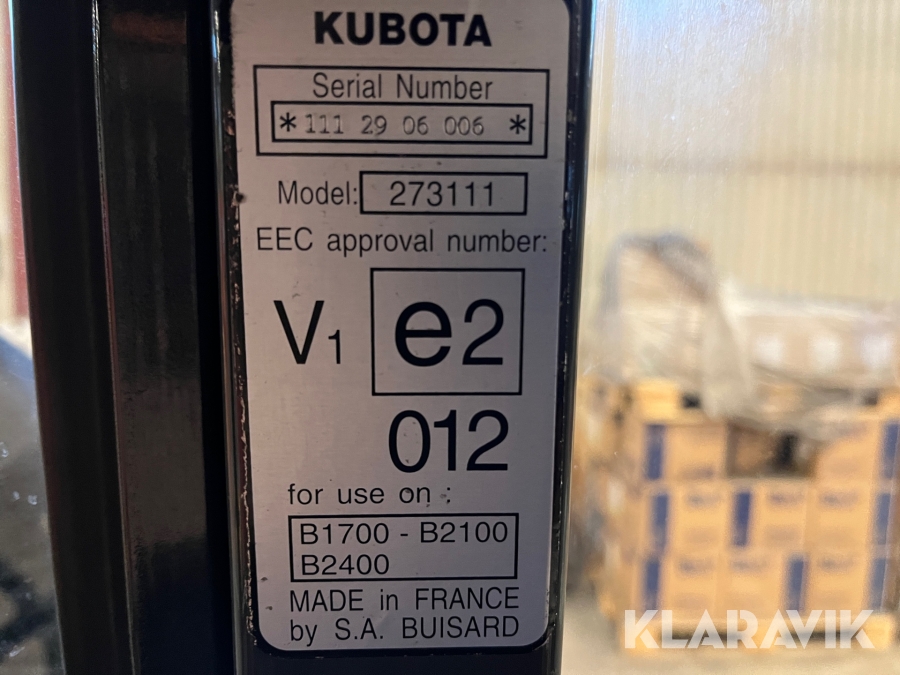 KUBOTA
Serial Number
*111 29 06 006 *
Model: 273111
EEC approval number:
V1 e2
012
for use on :
B1700 - B2100
B2400
MADE in FRANCE
by S.A. BUISARD
KLARAVIK